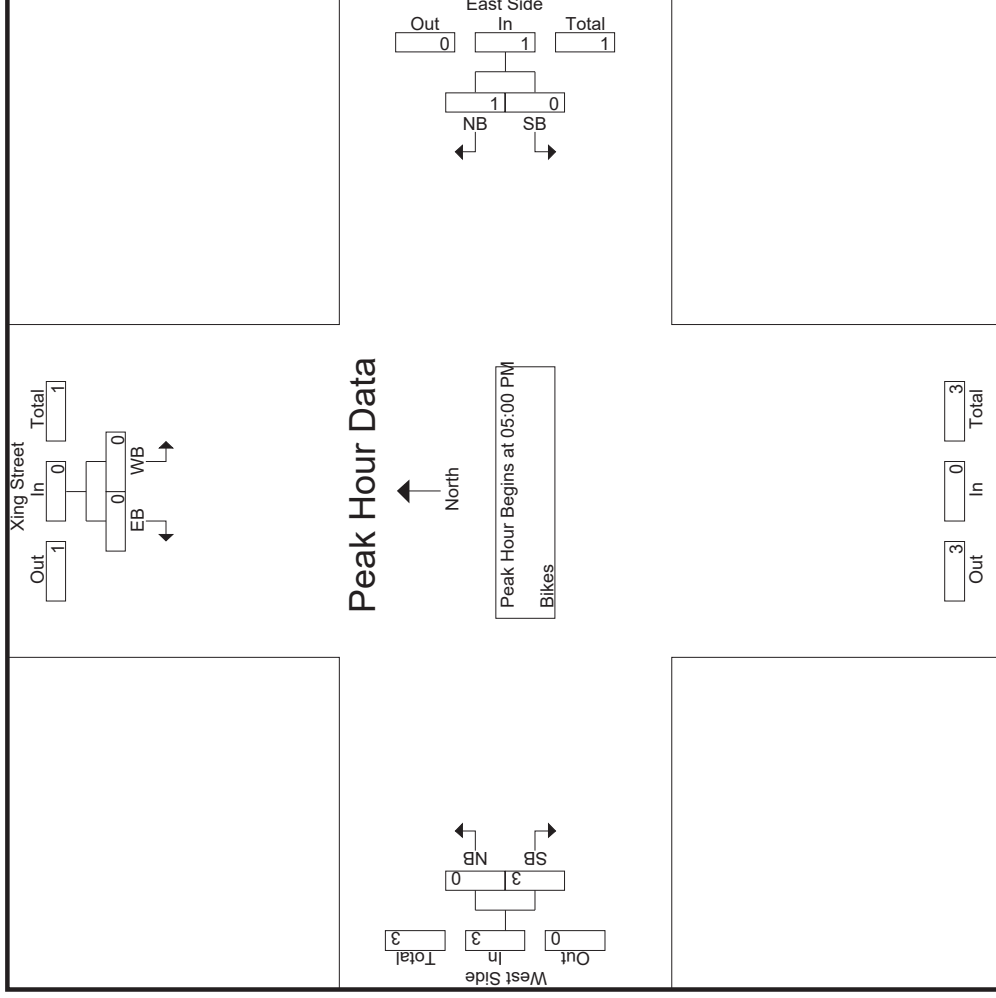 East Side
Out In Total
0 1 1
1 0
NB SB
Xing Street
Out In Total
1 0 1
0 0
EB WB
Peak Hour Data
North
Peak Hour Begins at 05:00 PM
Bikes
NB SB
0 3
Total In Out
3 3 0
West Side
3 0 3
Out In Total